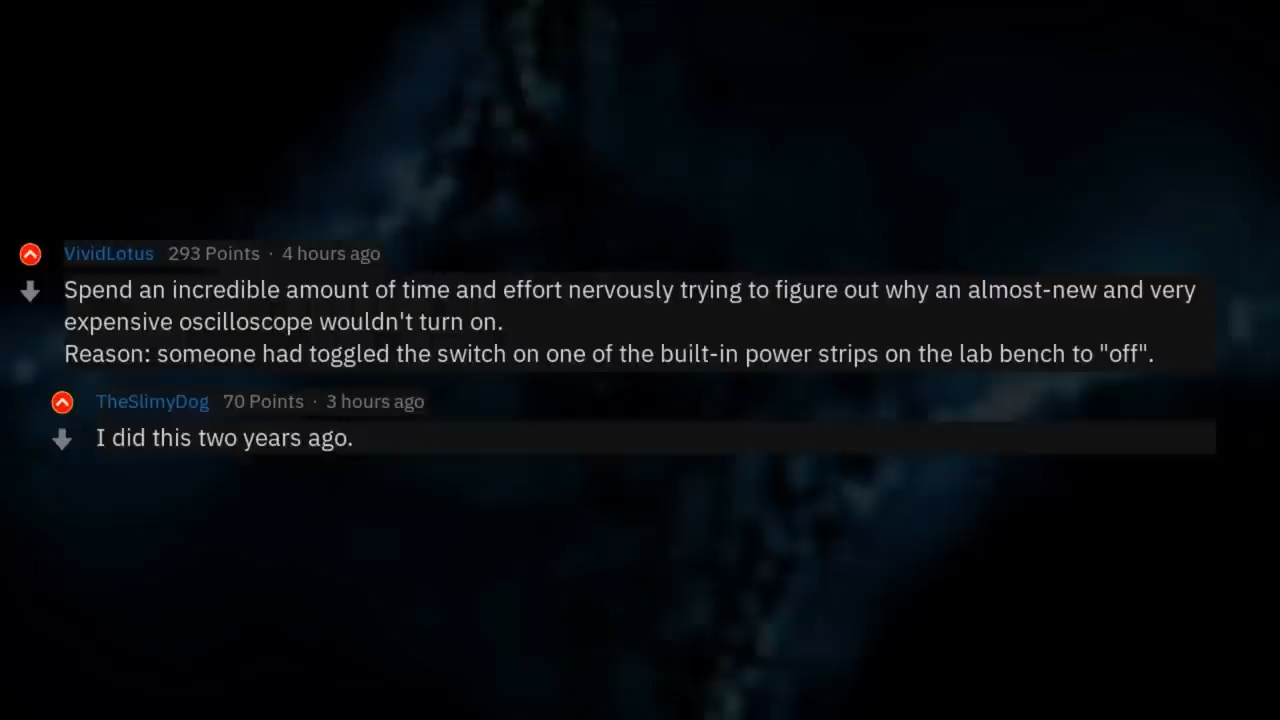 VividLotus 293 Points · 4 hours ago
Spend an incredible amount of time and effort nervously trying to figure out why an almost-new and very
expensive oscilloscope wouldn't turn on.
Reason: someone had toggled the switch on one of the built-in power strips on the lab bench to "off".
TheSlimyDog 70 Points · 3 hours ago
I did this two years ago.